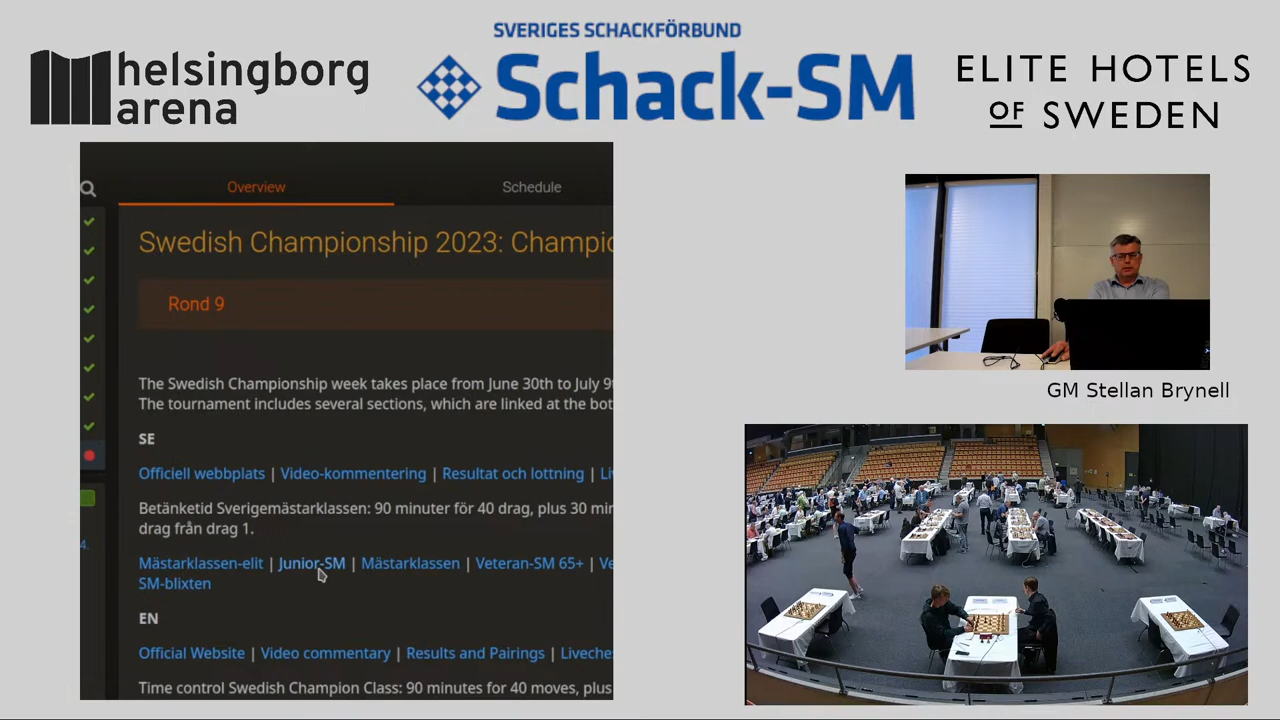 SVERIGES SCHACKFÖRBUND
Schack-SM
helsingborg
arena
ELITE HOTELS
OF SWEDEN
Overview
Schedule
Swedish Championship 2023: Champio
Rond 9
The Swedish Championship week takes place from June 30th to July 9t
The tournament includes several sections, which are linked at the bot
SE
Officiell webbplats | Video-kommentering | Resultat och lottning | Li
Betänketid Sverigemästarklassen: 90 minuter för 40 drag, plus 30 min
drag från drag 1.
4.
Mästarklassen-elit | Junior-SM | Mästarklassen | Veteran-SM 65+ | Ve
SM-blixten
EN
Official Website | Video commentary | Results and Pairings | Liveche
Time control Swedish Champion Class: 90 minutes for 40 moves, plus
GM Stellan Brynell